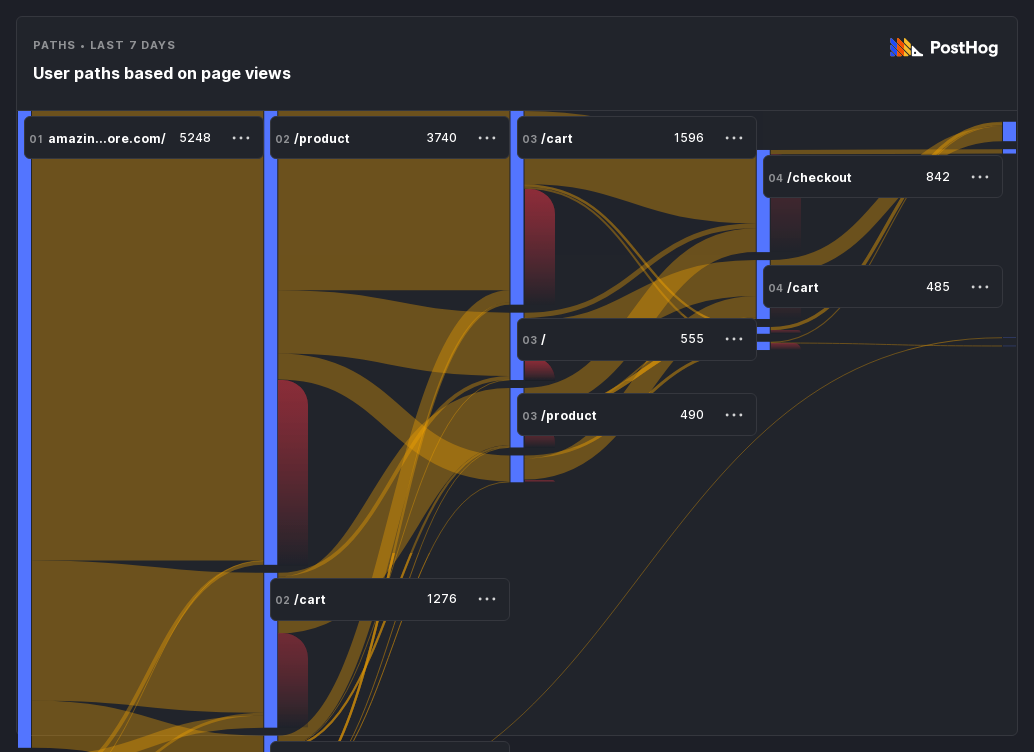 PATHS • LAST 7 DAYS
PostHog
User paths based on page views
01 amazin...ore.com/ 5248 ...
02 /product 3740 ...
03 /cart 1596 ...
04 /checkout 842 ...
04 /cart 485 ...
03 / 555 ...
03 /product 490 ...
02 /cart 1276 ...